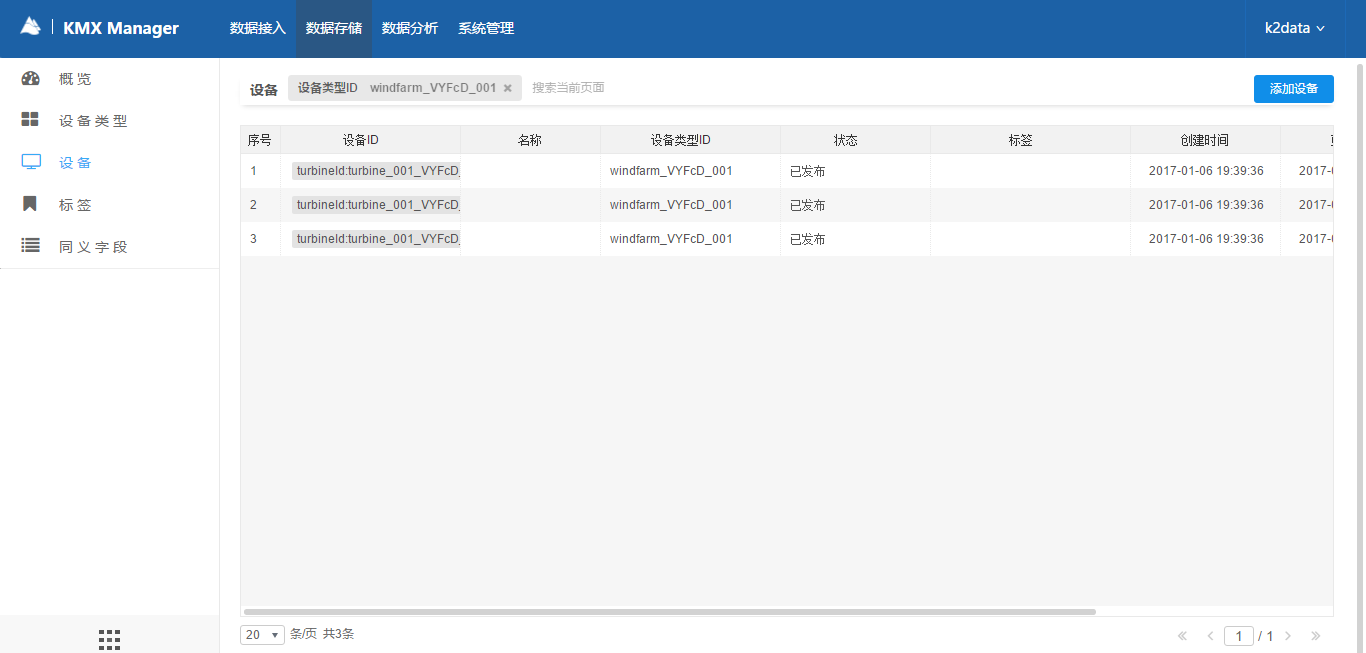 KMX Manager 数据接入 数据存储 数据分析 系统管理 k2data
概览
设备类型
设备
标签
同义字段
设备 设备类型ID windfarm_VYFcD_001 × 搜索当前页面 添加设备
序号 设备ID 名称 设备类型ID 状态 标签 创建时间
1 turbineId:turbine_001_VYFcD_ windfarm_VYFcD_001 已发布 2017-01-06 19:39:36 2017-
2 turbineId:turbine_001_VYFcD_ windfarm_VYFcD_001 已发布 2017-01-06 19:39:36 2017-
3 turbineId:turbine_001_VYFcD_ windfarm_VYFcD_001 已发布 2017-01-06 19:39:36 2017-
20 条/页 共3条 « ‹ 1 / 1 › »